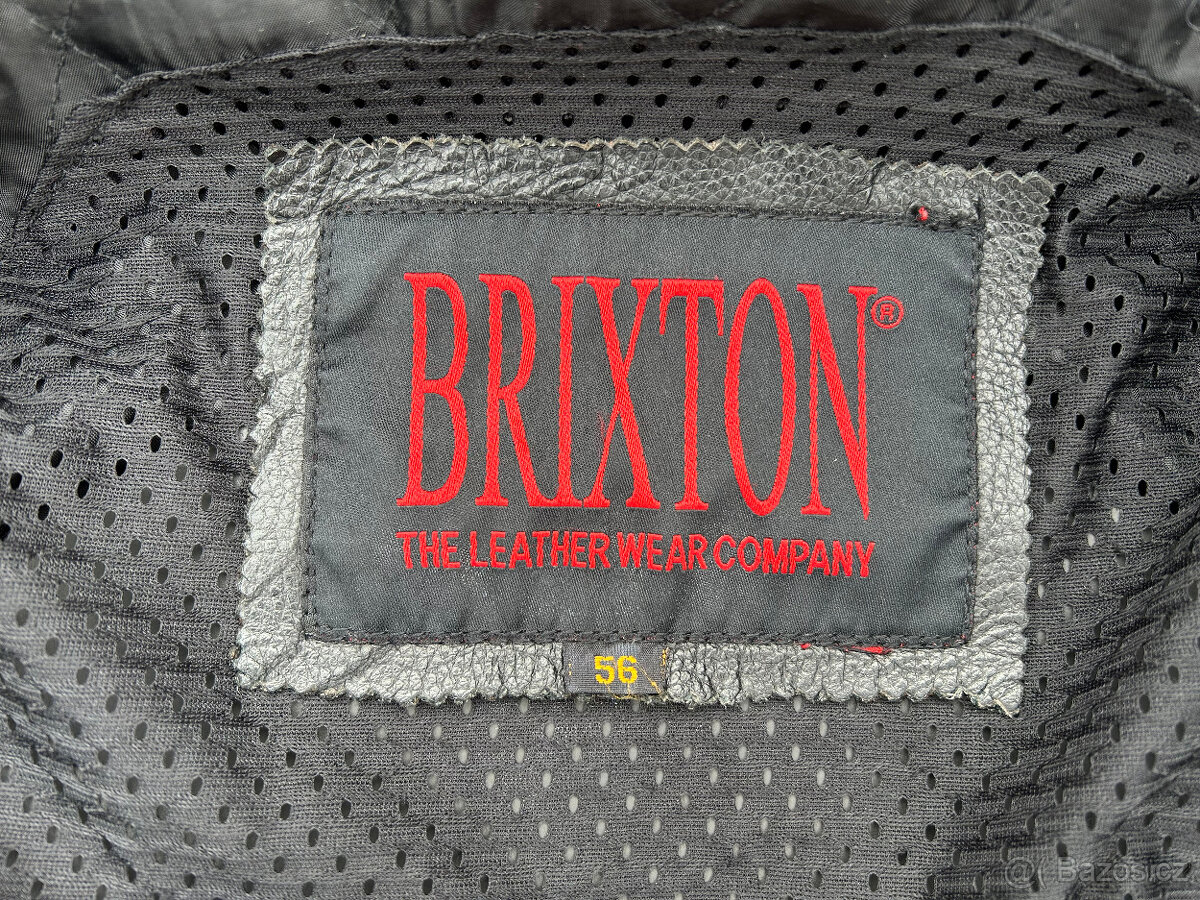 BRIXTON®
THE LEATHER WEAR COMPANY
56
@ Bazos.cz